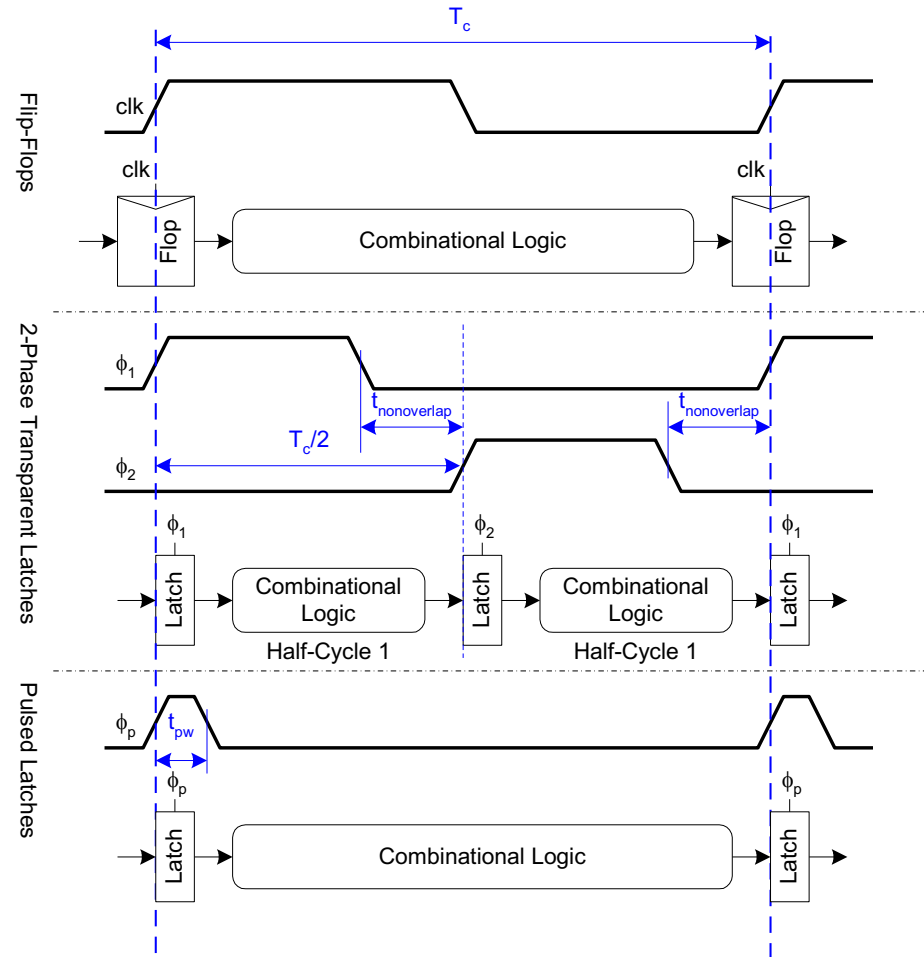 T_c
Flip-Flops
clk
clk
clk
Flop
Combinational Logic
Flop
2-Phase Transparent Latches
ϕ_1
t_nonoverlap
t_nonoverlap
T_c/2
ϕ_2
ϕ_1
ϕ_2
ϕ_1
Latch
Combinational
Logic
Latch
Combinational
Logic
Latch
Half-Cycle 1
Half-Cycle 1
Pulsed Latches
ϕ_p
t_pw
ϕ_p
ϕ_p
Latch
Combinational Logic
Latch